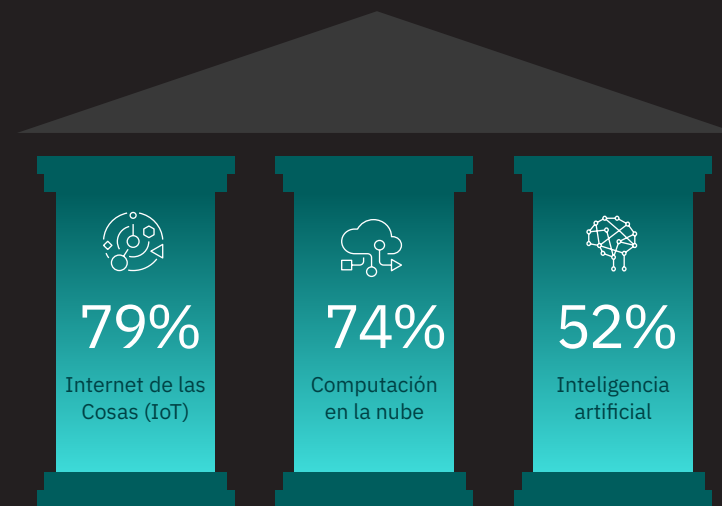 79%
Internet de las
Cosas (IoT)
74%
Computación
en la nube
52%
Inteligencia
artificial